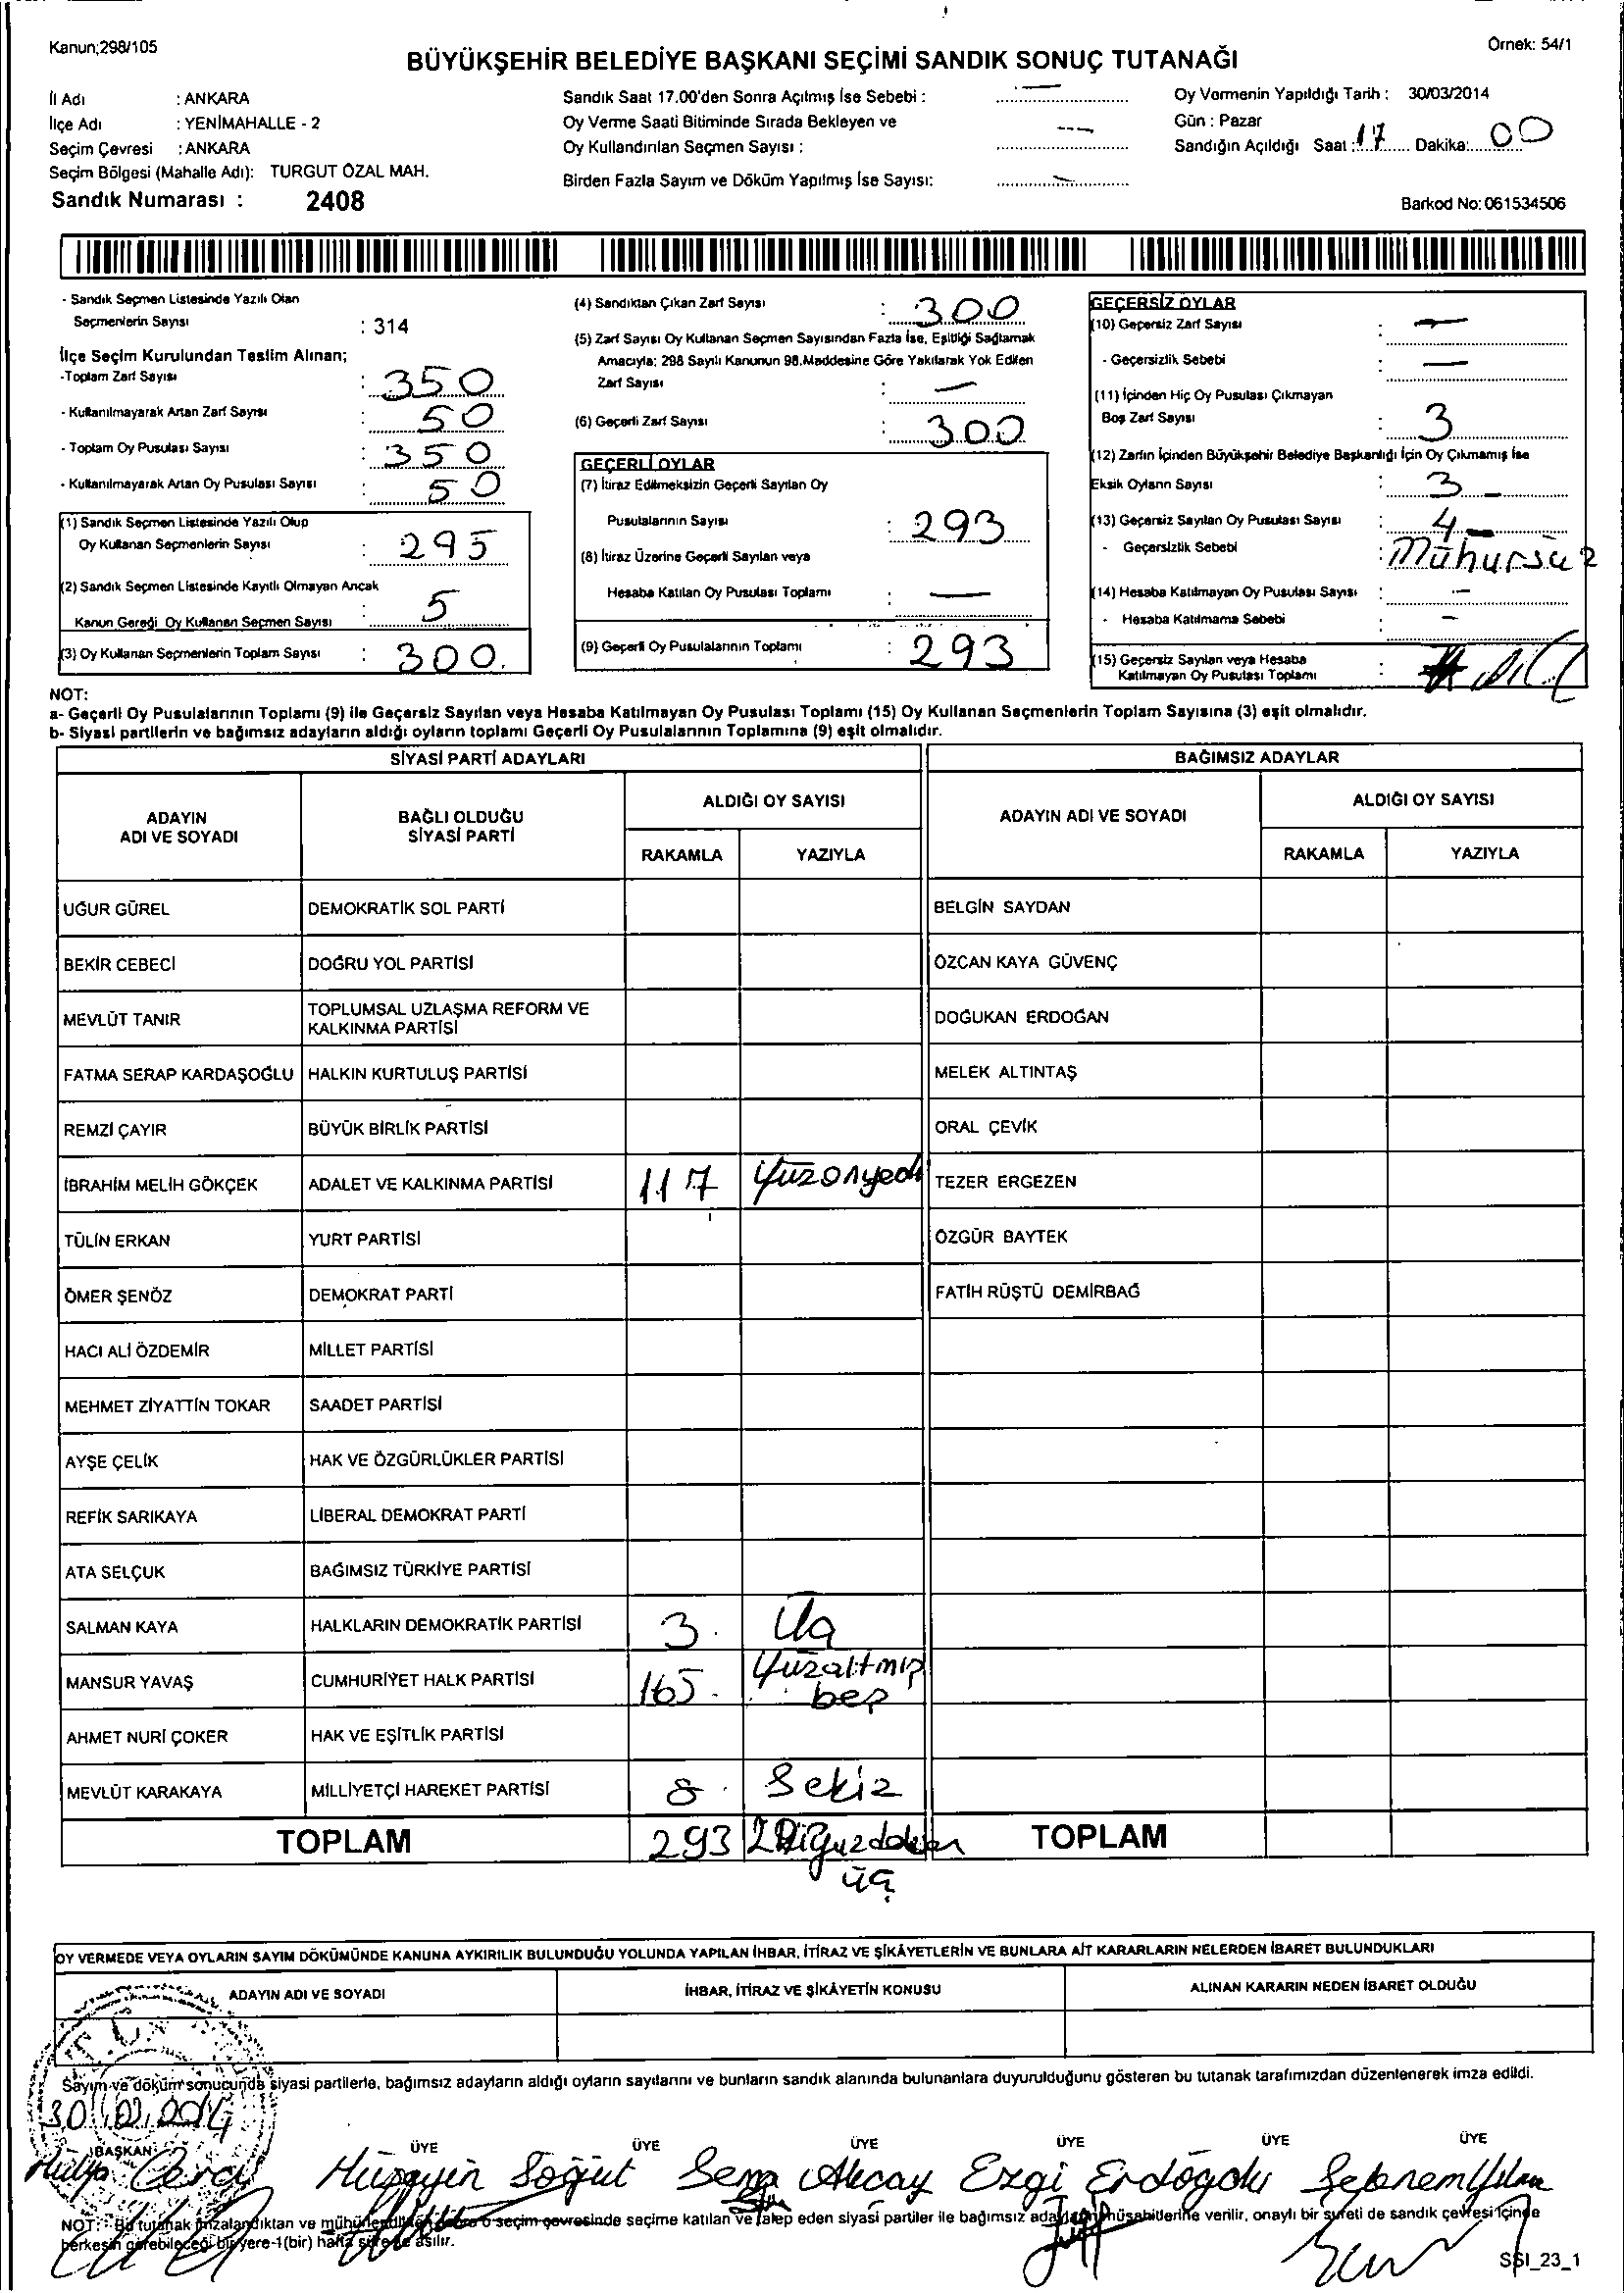 Kanun;298/105
Örnek: 54/1
BÜYÜKŞEHİR BELEDİYE BAŞKANI SEÇİMİ SANDIK SONUÇ TUTANAĞI
İl Adı : ANKARA
İlçe Adı : YENİMAHALLE - 2
Seçim Çevresi : ANKARA
Seçim Bölgesi (Mahalle Adı): TURGUT ÖZAL MAH.
Sandık Numarası : 2408
Sandık Saat 17.00'den Sonra Açılmış İse Sebebi : —
Oy Verme Saati Bitiminde Sırada Bekleyen ve
Oy Kullandırılan Seçmen Sayısı : ---
Birden Fazla Sayım ve Döküm Yapılmış İse Sayısı: —
Oy Vermenin Yapıldığı Tarih : 30/03/2014
Gün : Pazar
Sandığın Açıldığı Saat : 17 Dakika: 00
Barkod No: 061534506
- Sandık Seçmen Listesinde Yazılı Olan
Seçmenlerin Sayısı : 314
İlçe Seçim Kurulundan Teslim Alınan;
-Toplam Zarf Sayısı : 350
- Kullanılmayarak Artan Zarf Sayısı : 50
- Toplam Oy Pusulası Sayısı : 350
- Kullanılmayarak Artan Oy Pusulası Sayısı : 50
(1) Sandık Seçmen Listesinde Yazılı Olup
Oy Kullanan Seçmenlerin Sayısı : 295
(2) Sandık Seçmen Listesinde Kayıtlı Olmayan Ancak
Kanun Gereği Oy Kullanan Seçmen Sayısı : 5
(3) Oy Kullanan Seçmenlerin Toplam Sayısı : 300.
(4) Sandıktan Çıkan Zarf Sayısı : 300
(5) Zarf Sayısı Oy Kullanan Seçmen Sayısından Fazla İse, Eşitliği Sağlamak
Amacıyla; 298 Sayılı Kanunun 98.Maddesine Göre Yakılarak Yok Edilen
Zarf Sayısı : —
(6) Geçerli Zarf Sayısı : 300
GEÇERLİ OYLAR
(7) İtiraz Edilmeksizin Geçerli Sayılan Oy
Pusulalarının Sayısı : 293
(8) İtiraz Üzerine Geçerli Sayılan veya
Hesaba Katılan Oy Pusulası Toplamı : —
(9) Geçerli Oy Pusulalarının Toplamı : 293
GEÇERSİZ OYLAR
(10) Geçersiz Zarf Sayısı : —
- Geçersizlik Sebebi : —
(11) İçinden Hiç Oy Pusulası Çıkmayan
Boş Zarf Sayısı : 3
(12) Zarfın İçinden Büyükşehir Belediye Başkanlığı İçin Oy Çıkmamış İse
Eksik Oyların Sayısı : 3 –
(13) Geçersiz Sayılan Oy Pusulası Sayısı : 4 –
- Geçersizlik Sebebi : Mühürsüz
(14) Hesaba Katılmayan Oy Pusulası Sayısı : —
- Hesaba Katılmama Sebebi : —
(15) Geçersiz Sayılan veya Hesaba
Katılmayan Oy Pusulası Toplamı :
NOT:
a- Geçerli Oy Pusulalarının Toplamı (9) ile Geçersiz Sayılan veya Hesaba Katılmayan Oy Pusulası Toplamı (15) Oy Kullanan Seçmenlerin Toplam Sayısına (3) eşit olmalıdır.
b- Siyasi partilerin ve bağımsız adayların aldığı oyların toplamı Geçerli Oy Pusulalarının Toplamına (9) eşit olmalıdır.
SİYASİ PARTİ ADAYLARI
BAĞIMSIZ ADAYLAR
ADAYIN
ADI VE SOYADI
BAĞLI OLDUĞU
SİYASİ PARTİ
ALDIĞI OY SAYISI
RAKAMLA YAZIYLA
ADAYIN ADI VE SOYADI
ALDIĞI OY SAYISI
RAKAMLA YAZIYLA
UĞUR GÜREL DEMOKRATİK SOL PARTİ BELGİN SAYDAN
BEKİR CEBECİ DOĞRU YOL PARTİSİ ÖZCAN KAYA GÜVENÇ
MEVLÜT TANIR TOPLUMSAL UZLAŞMA REFORM VE
KALKINMA PARTİSİ DOĞUKAN ERDOĞAN
FATMA SERAP KARDAŞOĞLU HALKIN KURTULUŞ PARTİSİ MELEK ALTINTAŞ
REMZİ ÇAYIR BÜYÜK BİRLİK PARTİSİ ORAL ÇEVİK
İBRAHİM MELİH GÖKÇEK ADALET VE KALKINMA PARTİSİ 117 Yüzonyedi TEZER ERGEZEN
TÜLİN ERKAN YURT PARTİSİ ÖZGÜR BAYTEK
ÖMER ŞENÖZ DEMOKRAT PARTİ FATİH RÜŞTÜ DEMİRBAĞ
HACI ALİ ÖZDEMİR MİLLET PARTİSİ
MEHMET ZİYATTİN TOKAR SAADET PARTİSİ
AYŞE ÇELİK HAK VE ÖZGÜRLÜKLER PARTİSİ
REFİK SARIKAYA LİBERAL DEMOKRAT PARTİ
ATA SELÇUK BAĞIMSIZ TÜRKİYE PARTİSİ
SALMAN KAYA HALKLARIN DEMOKRATİK PARTİSİ 3. Üç
MANSUR YAVAŞ CUMHURİYET HALK PARTİSİ 165. Yüzaltmış
beş
AHMET NURİ ÇOKER HAK VE EŞİTLİK PARTİSİ
MEVLÜT KARAKAYA MİLLİYETÇİ HAREKET PARTİSİ 8. Sekiz
TOPLAM 293 TOPLAM
üç
OY VERMEDE VEYA OYLARIN SAYIM DÖKÜMÜNDE KANUNA AYKIRILIK BULUNDUĞU YOLUNDA YAPILAN İHBAR, İTİRAZ VE ŞİKÂYETLERİN VE BUNLARA AİT KARARLARIN NELERDEN İBARET BULUNDUKLARI
ADAYIN ADI VE SOYADI İHBAR, İTİRAZ VE ŞİKÂYETİN KONUSU ALINAN KARARIN NEDEN İBARET OLDUĞU
T.C.
Sayım ve döküm sonucunda siyasi partilerle, bağımsız adayların aldığı oyların sayılarını ve bunların sandık alanında bulunanlara duyurulduğunu gösteren bu tutanak tarafımızdan düzenlenerek imza edildi.
BAŞKAN ÜYE ÜYE ÜYE ÜYE ÜYE ÜYE
Hülya Hüseyin Söğüt Sema Akçay Ezgi Erdoğdu Şebnem
NOT: Bu tutanak imzalandıktan ve mühürlendikten sonra o seçim çevresinde seçime katılan ve talep eden siyasi partiler ile bağımsız adayların müşahitlerine verilir, onaylı bir sureti de sandık çevresi içinde
herkesin görebileceği bir yere 1(bir) hafta süre ile asılır.
SSI_23_1